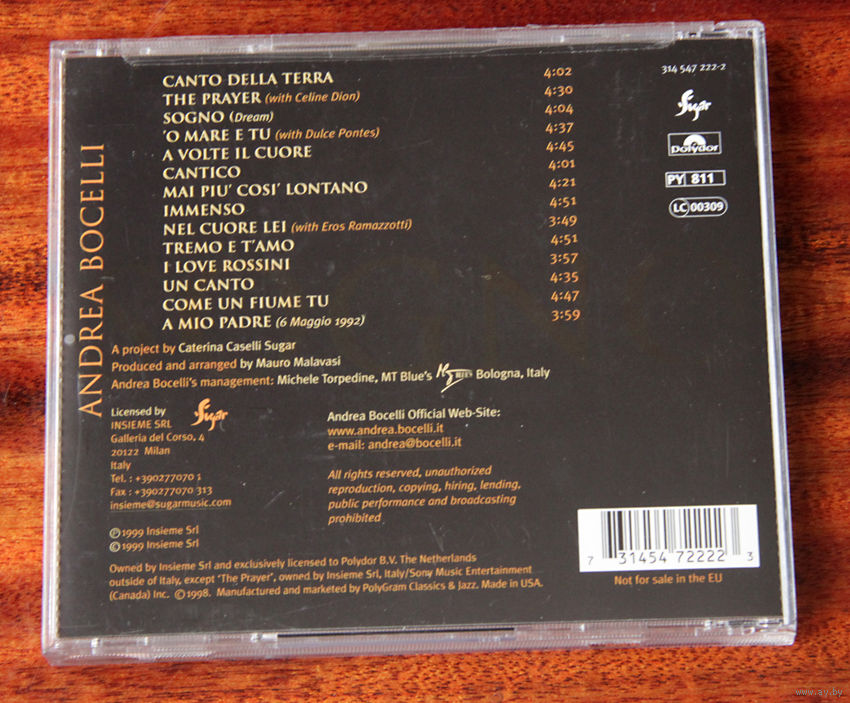 ANDREA BOCELLI
CANTO DELLA TERRA 4:02
THE PRAYER (with Celine Dion) 4:30
SOGNO (Dream) 4:04
'O MARE E TU (with Dulce Pontes) 4:37
A VOLTE IL CUORE 4:45
CANTICO 4:01
MAI PIU' COSI' LONTANO 4:21
IMMENSO 4:51
NEL CUORE LEI (with Eros Ramazzotti) 3:49
TREMO E T'AMO 4:51
I LOVE ROSSINI 3:57
UN CANTO 4:35
COME UN FIUME TU 4:47
A MIO PADRE (6 Maggio 1992) 3:59
314 547 222-2
Sugar
polydor
PY 811
LC 00309
A project by Caterina Caselli Sugar
Produced and arranged by Mauro Malavasi
Andrea Bocelli's management: Michele Torpedine, MT Blue's Bologna, Italy
Licensed by
INSIEME SRL
Galleria del Corso, 4
20122 Milan
Italy
Tel. : +390277070 1
Fax : +390277070 313
insieme@sugarmusic.com
Sugar
Andrea Bocelli Official Web-Site:
www.andrea.bocelli.it
e-mail: andrea@bocelli.it
All rights reserved, unauthorized
reproduction, copying, hiring, lending,
public performance and broadcasting
prohibited
℗1999 Insieme Srl
©1999 Insieme Srl
Owned by Insieme Srl and exclusively licensed to Polydor B.V. The Netherlands
outside of Italy, except 'The Prayer', owned by Insieme Srl, Italy/Sony Music Entertainment
(Canada) Inc. ©1998. Manufactured and marketed by PolyGram Classics & Jazz. Made in USA.
7 31454 72222 3
Not for sale in the EU
www.ay.by